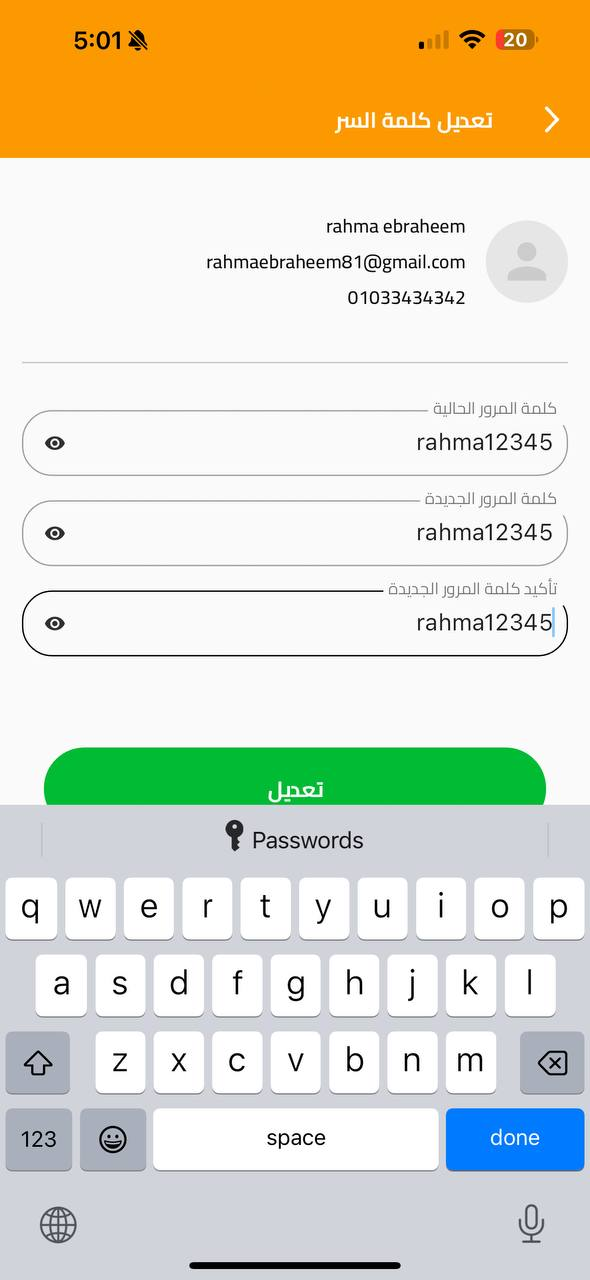 5:01
20
تعديل كلمة السر
rahma ebraheem
rahmaebraheem81@gmail.com
01033434342
كلمة المرور الحالية
rahma12345
كلمة المرور الجديدة
rahma12345
تأكيد كلمة المرور الجديدة
rahma12345
تعديل
Passwords
q w e r t y u i o p
a s d f g h j k l
z x c v b n m
123 space done